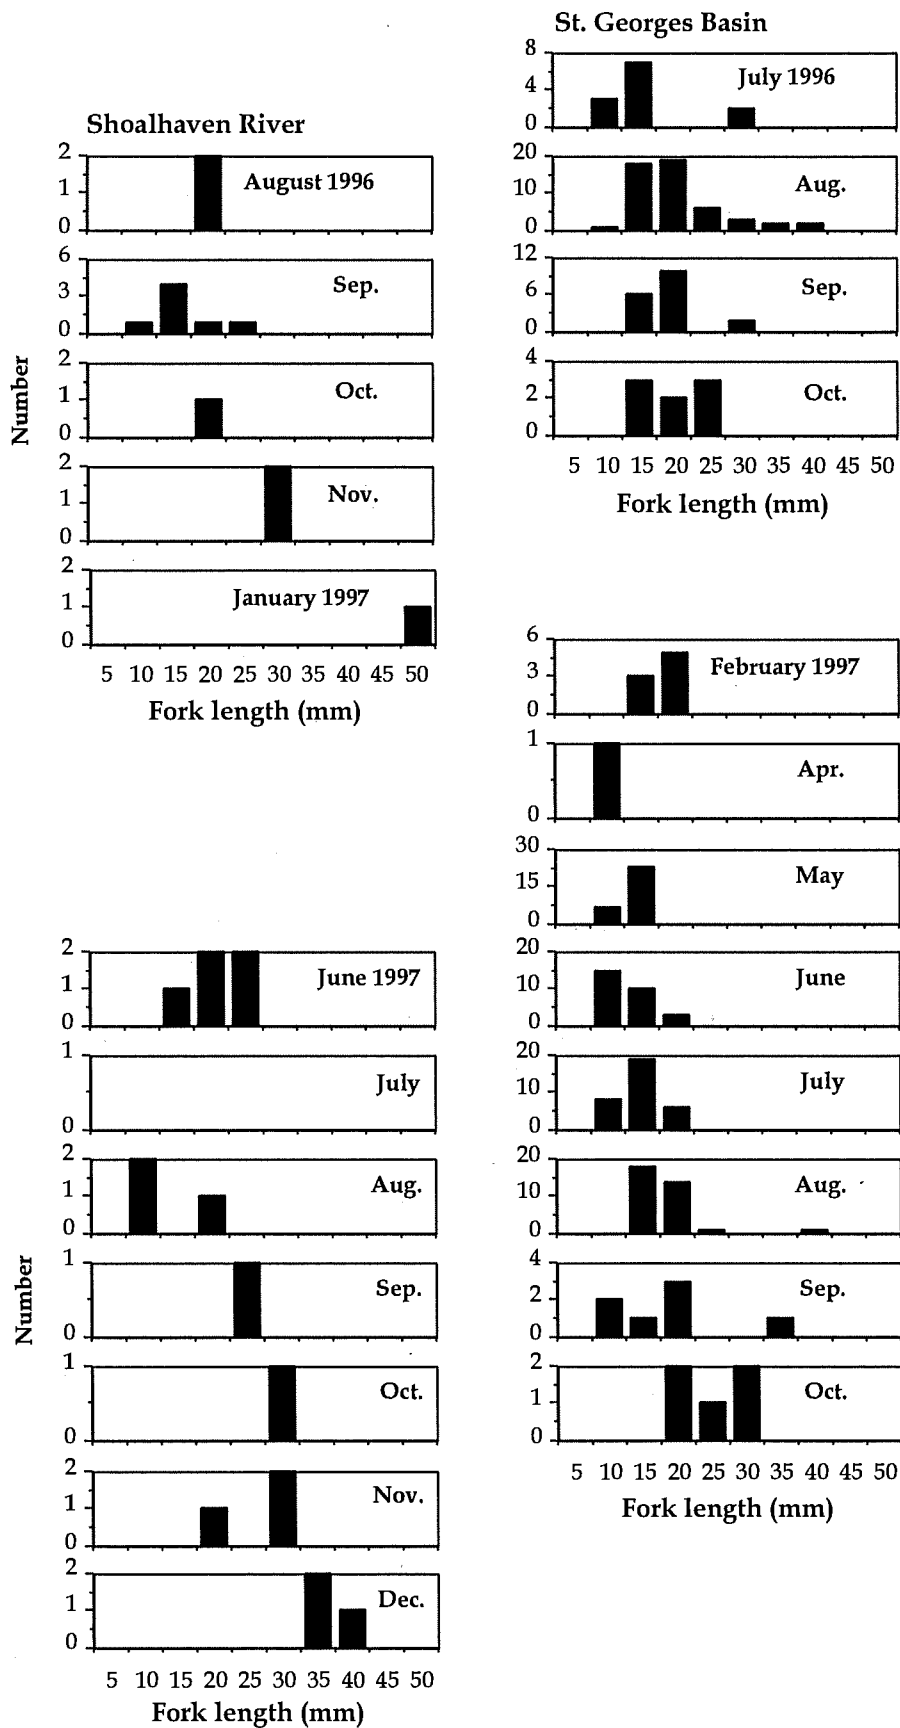 St. Georges Basin
8
4
0
July 1996
20
10
0
Aug.
12
6
0
Sep.
4
2
0
Oct.
5 10 15 20 25 30 35 40 45 50
Fork length (mm)
Shoalhaven River
2
1
0
August 1996
6
3
0
Sep.
Number
2
1
0
Oct.
2
1
0
Nov.
2
1
0
January 1997
5 10 15 20 25 30 35 40 45 50
Fork length (mm)
6
3
0
February 1997
1
0
Apr.
30
15
0
May
20
10
0
June
20
10
0
July
20
10
0
Aug.
4
2
0
Sep.
2
1
0
Oct.
5 10 15 20 25 30 35 40 45 50
Fork length (mm)
2
1
0
June 1997
1
0
July
2
1
0
Aug.
Number
1
0
Sep.
1
0
Oct.
2
1
0
Nov.
2
1
0
Dec.
5 10 15 20 25 30 35 40 45 50
Fork length (mm)